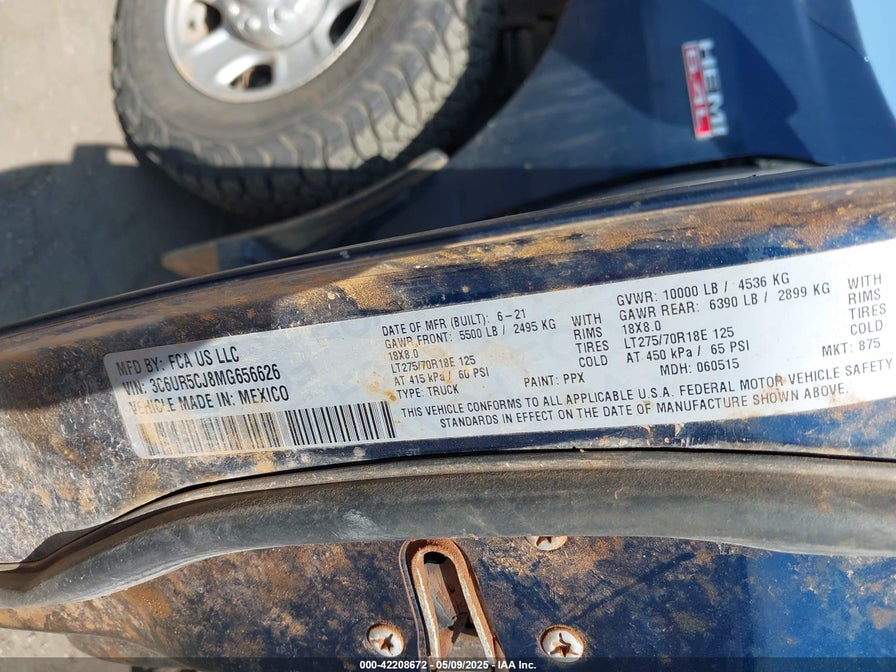 HEMI
6.4L
MFD BY: FCA US LLC
VIN: 3C6UR5CJ8MG656626
VEHICLE MADE IN: MEXICO
DATE OF MFR (BUILT): 6-21
GAWR FRONT: 5500 LB / 2495 KG WITH
18X8.0 RIMS
LT275/70R18E 125 TIRES
AT 415 kPa / 60 PSI COLD
TYPE: TRUCK
PAINT: PPX
GVWR: 10000 LB / 4536 KG
GAWR REAR: 6390 LB / 2899 KG WITH
18X8.0 RIMS
LT275/70R18E 125 TIRES
AT 450 kPa / 65 PSI COLD
MDH: 060515
MKT: 875
THIS VEHICLE CONFORMS TO ALL APPLICABLE U.S.A. FEDERAL MOTOR VEHICLE SAFETY
STANDARDS IN EFFECT ON THE DATE OF MANUFACTURE SHOWN ABOVE.
000-42208672 - 05/09/2025 - IAA Inc.